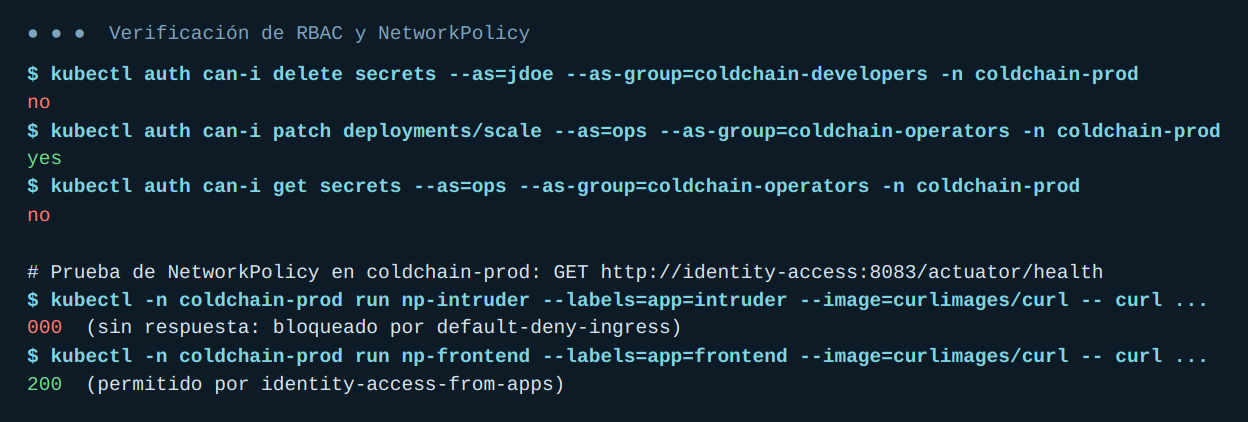 ● ● ● Verificación de RBAC y NetworkPolicy
$ kubectl auth can-i delete secrets --as=jdoe --as-group=coldchain-developers -n coldchain-prod
no
$ kubectl auth can-i patch deployments/scale --as=ops --as-group=coldchain-operators -n coldchain-prod
yes
$ kubectl auth can-i get secrets --as=ops --as-group=coldchain-operators -n coldchain-prod
no
# Prueba de NetworkPolicy en coldchain-prod: GET http://identity-access:8083/actuator/health
$ kubectl -n coldchain-prod run np-intruder --labels=app=intruder --image=curlimages/curl -- curl ...
000 (sin respuesta: bloqueado por default-deny-ingress)
$ kubectl -n coldchain-prod run np-frontend --labels=app=frontend --image=curlimages/curl -- curl ...
200 (permitido por identity-access-from-apps)